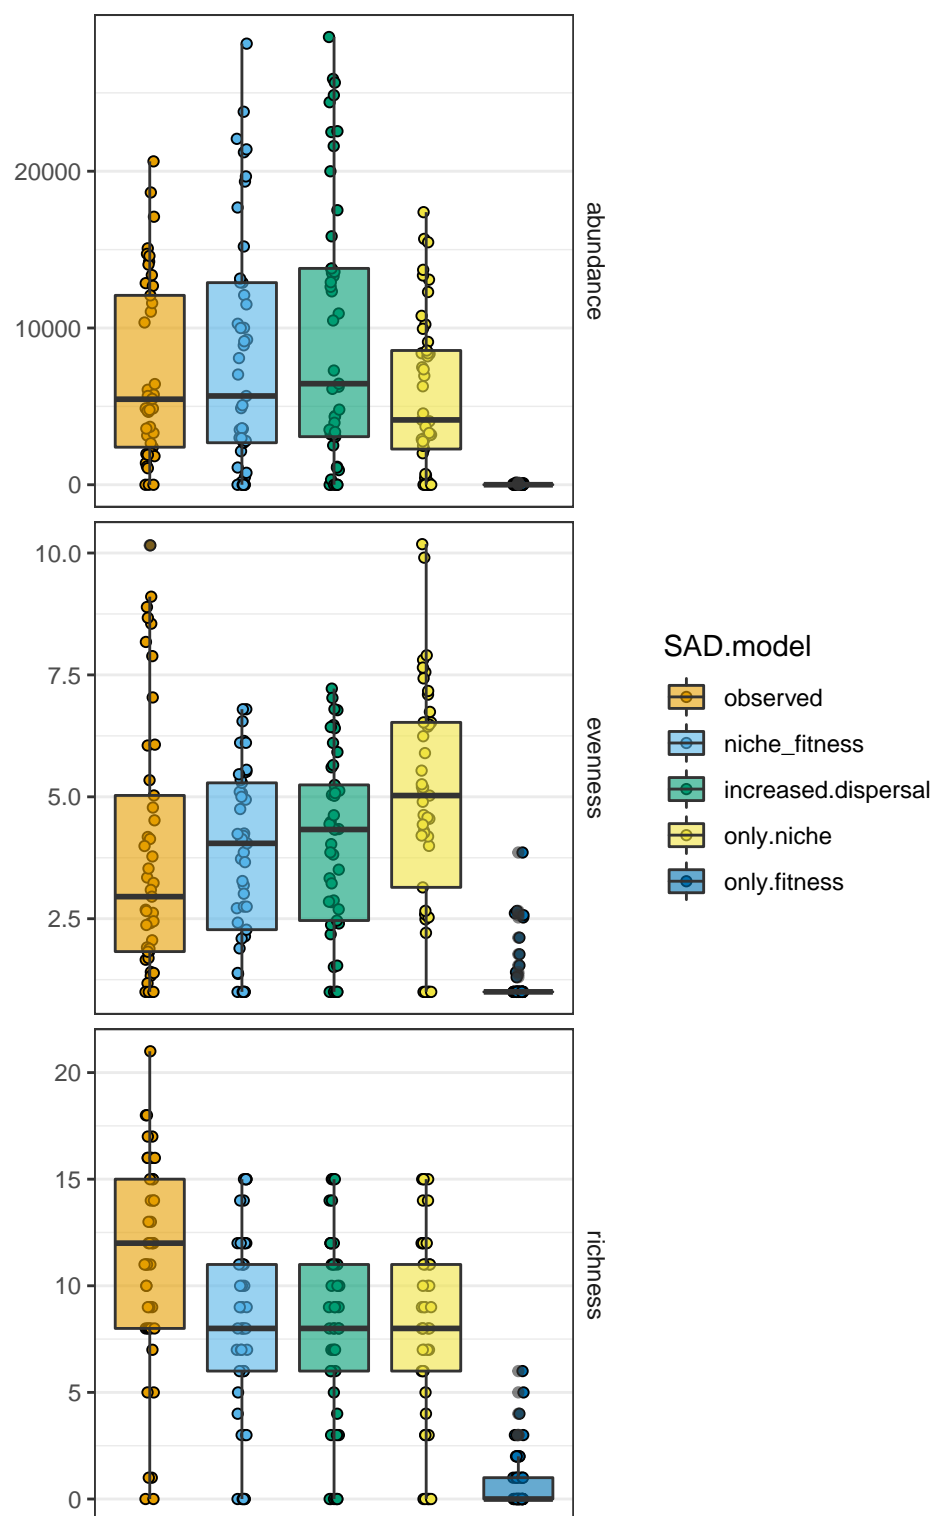 20000
10000
0
abundance
10.0
7.5
5.0
2.5
evenness
20
15
10
5
0
richness
SAD.model
observed
niche_fitness
increased.dispersal
only.niche
only.fitness